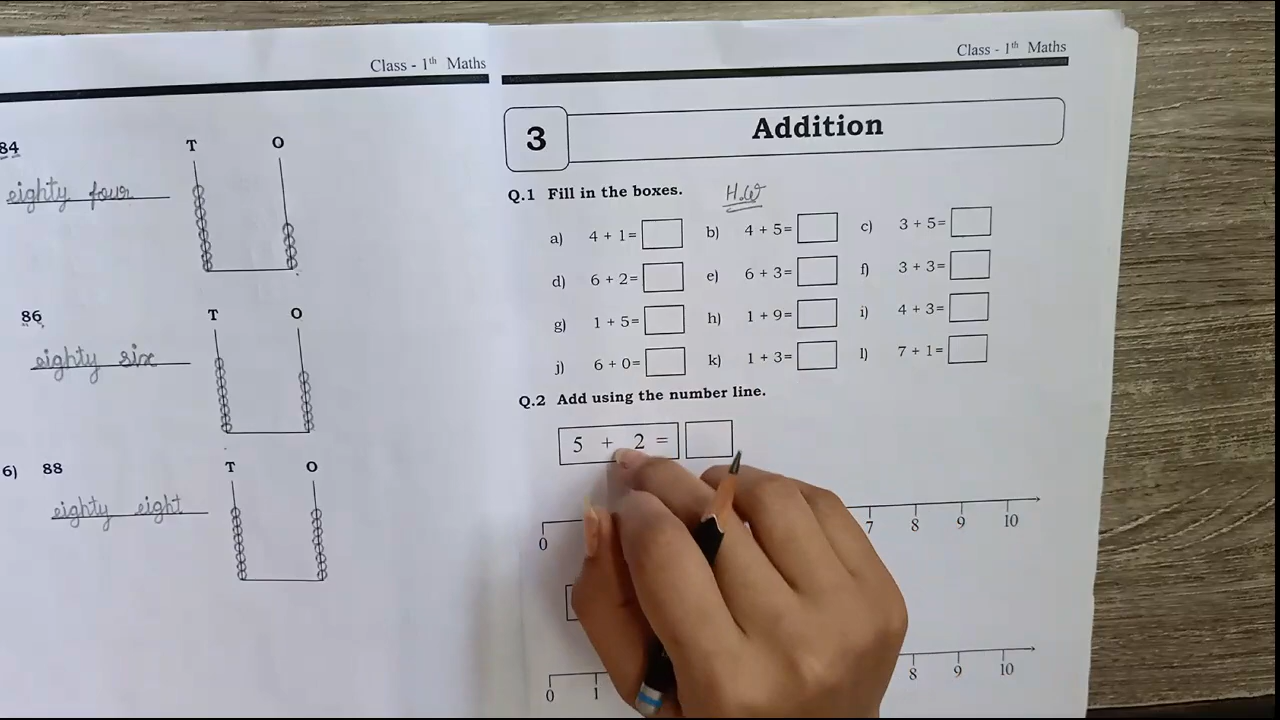 Class - 1th Maths
84
T O
eighty four
86
T O
eighty six
6) 88
T O
eighty eight
Class - 1th Maths
3 Addition
Q.1 Fill in the boxes. H.W
a) 4 + 1= b) 4 + 5= c) 3 + 5=
d) 6 + 2= e) 6 + 3= f) 3 + 3=
g) 1 + 5= h) 1 + 9= i) 4 + 3=
j) 6 + 0= k) 1 + 3= l) 7 + 1=
Q.2 Add using the number line.
5 + 2 =
0 7 8 9 10
0 1 8 9 10